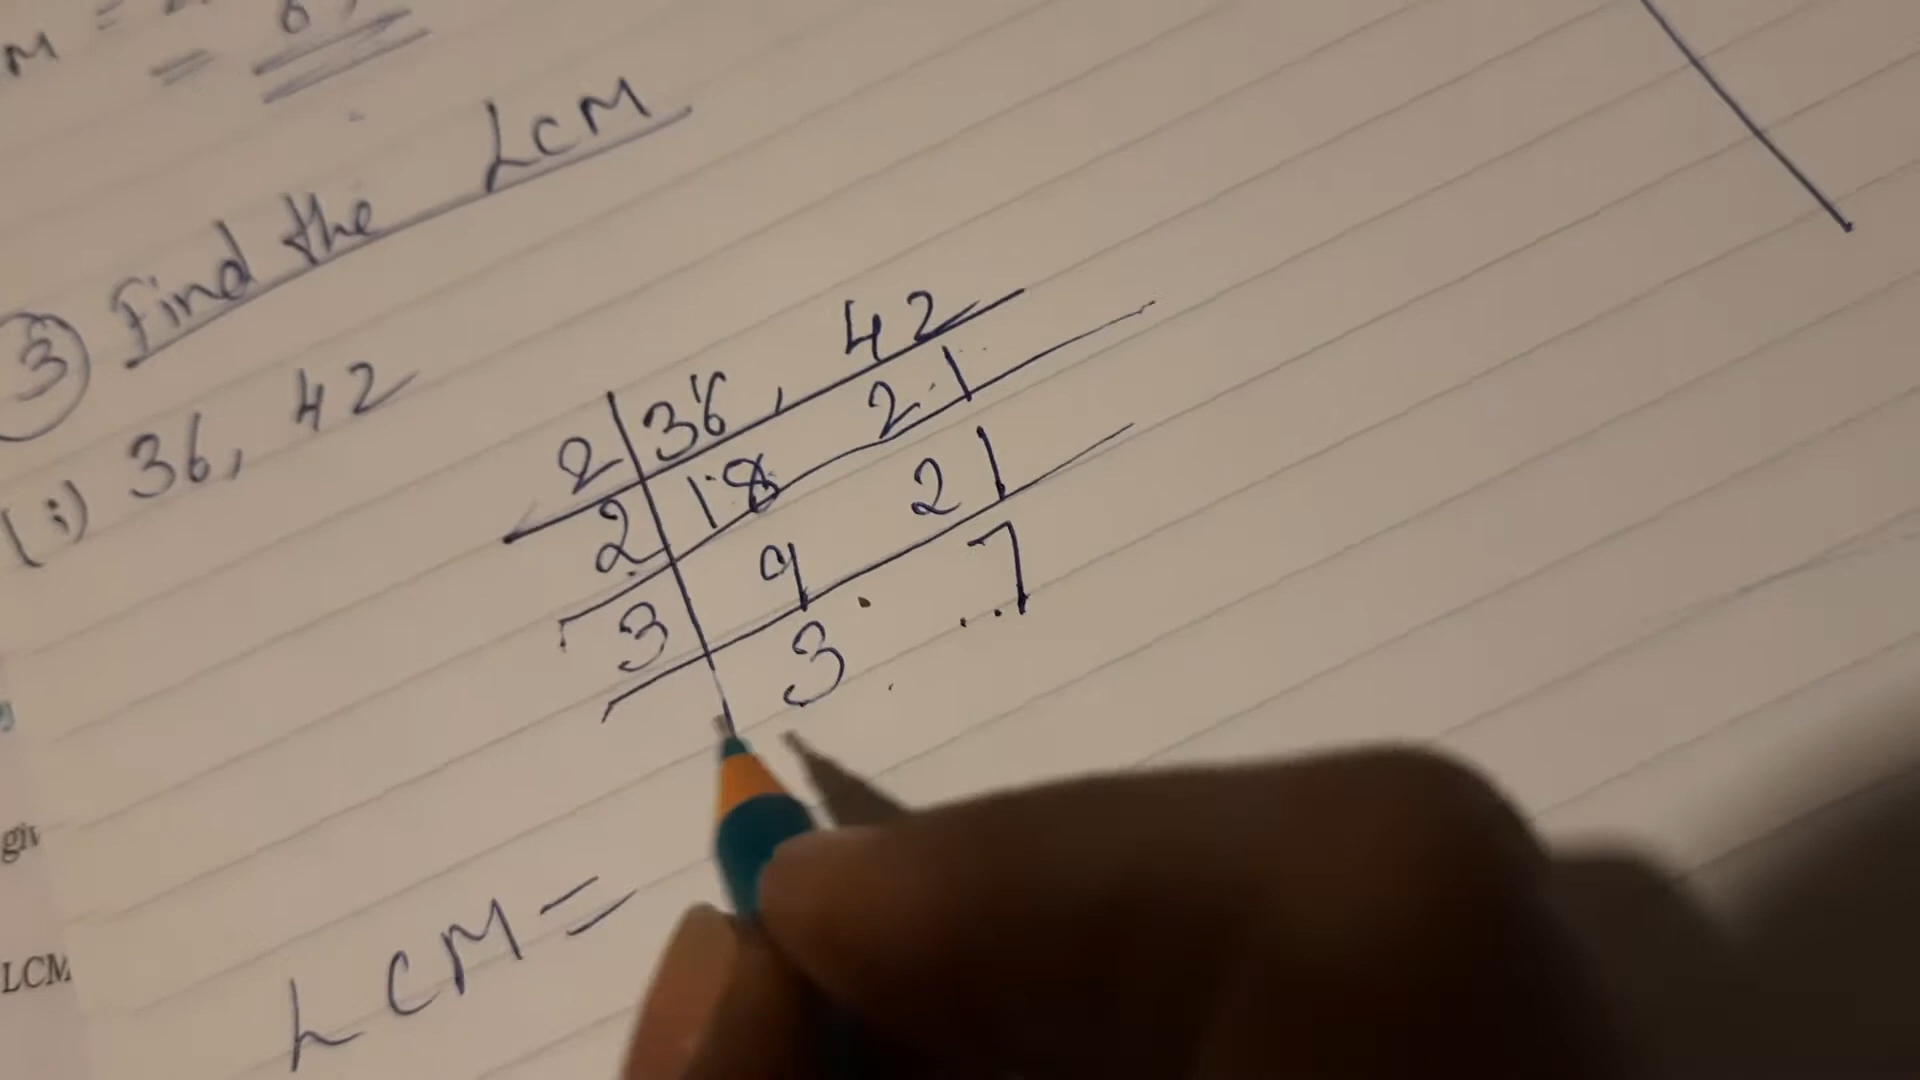 M =
=
③ Find the LCM
(i) 36, 42
2 36, 42
2 18 21
3 9 21
3 7
LCM =
LCM